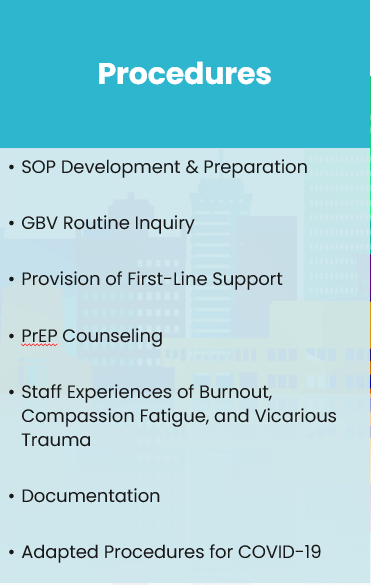 Procedures
• SOP Development & Preparation
• GBV Routine Inquiry
• Provision of First-Line Support
• PrEP Counseling
• Staff Experiences of Burnout,
Compassion Fatigue, and Vicarious
Trauma
• Documentation
• Adapted Procedures for COVID-19